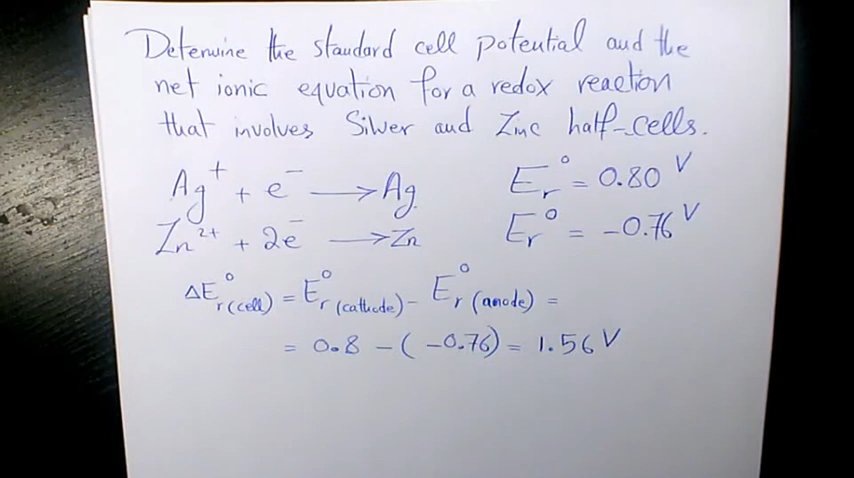 Determine the standard cell potential and the
net ionic equation for a redox reaction
that involves Silver and Zinc half-cells.
Ag⁺ + e⁻ → Ag Er° = 0.80 V
Zn²⁺ + 2e⁻ → Zn Er° = -0.76 V
ΔE°r(cell) = E°r(cathode) - E°r(anode) =
= 0.8 - (-0.76) = 1.56 V